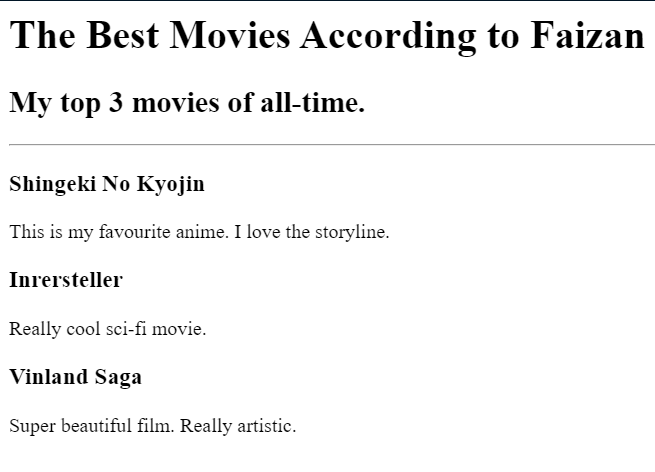 The Best Movies According to Faizan
My top 3 movies of all-time.
Shingeki No Kyojin
This is my favourite anime. I love the storyline.
Inrersteller
Really cool sci-fi movie.
Vinland Saga
Super beautiful film. Really artistic.